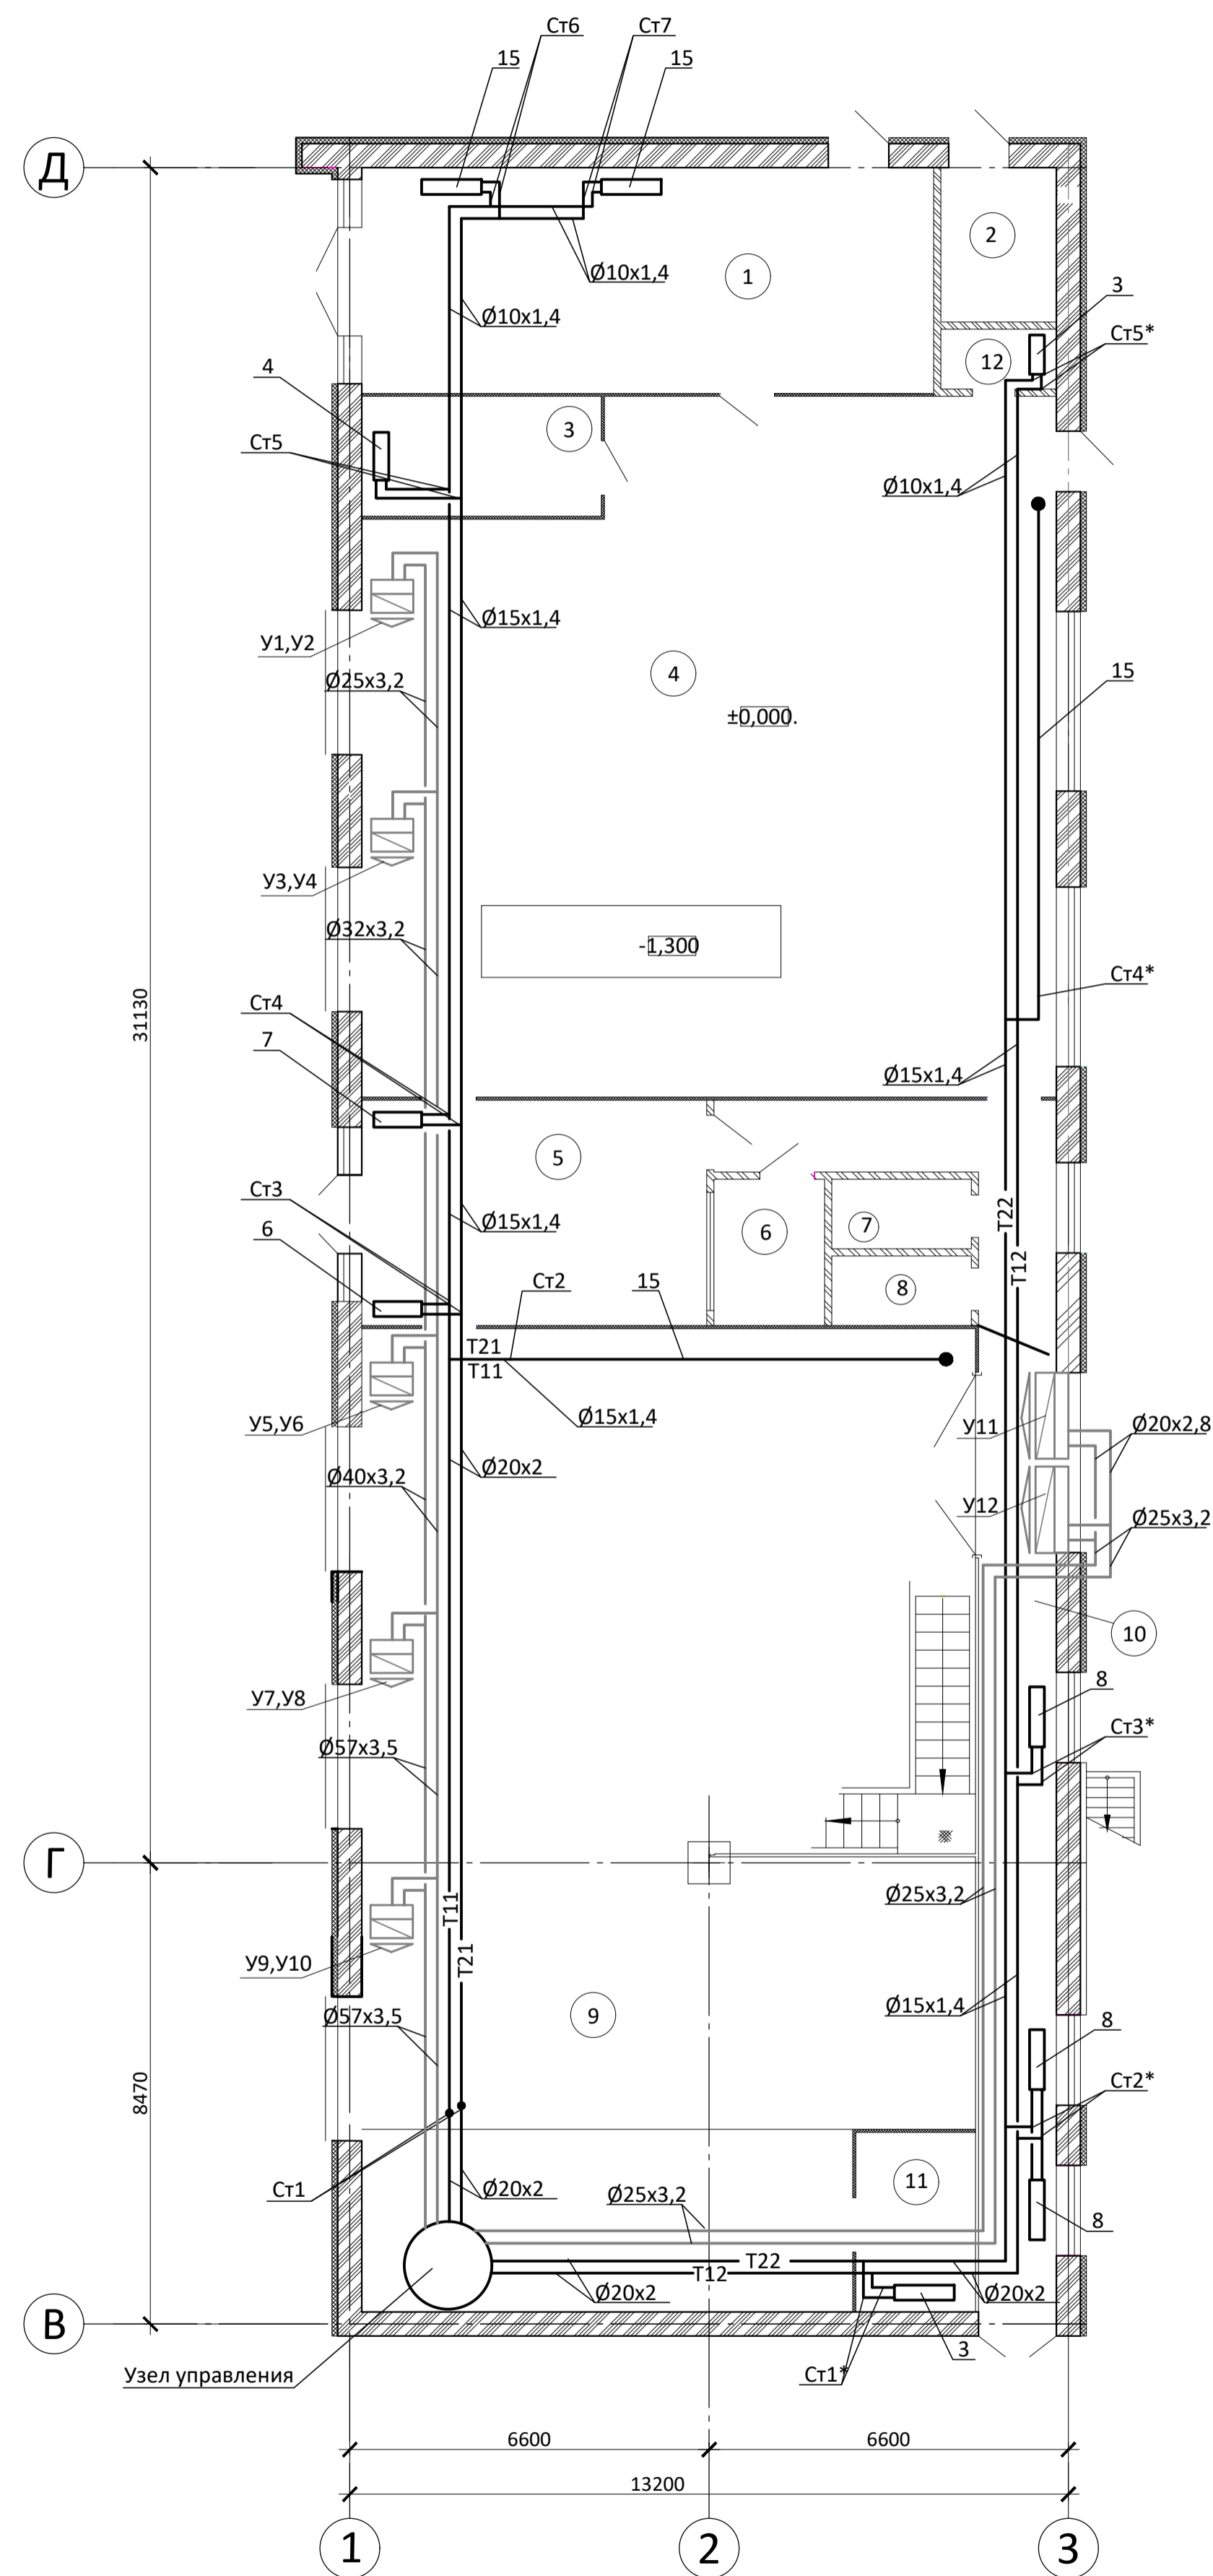 Ст6
Ст7
15
15
Д
2
1
Ø10x1,4
3
Ø10x1,4
Ст5*
12
4
3
Ст5
Ø10x1,4
Ø15x1,4
У1,У2
4
15
Ø25x3,2
±0,000.
У3,У4
Ø32x3,2
-1,300
Ст4*
Ст4
31130
7
Ø15x1,4
5
Ст3
Т22
Ø15x1,4
6
7
6
Т12
Ст2
15
8
Т21
Т11
Ø15x1,4
У5,У6
У11
Ø20x2,8
Ø20x2
Ø40x3,2
У12
Ø25x3,2
10
У7,У8
8
Ст3*
Ø57x3,5
Г
Ø25x3,2
Т11
Т21
У9,У10
Ø15x1,4
9
Ø57x3,5
8
8470
Ст2*
Ст1
Ø20x2
Ø25x3,2
11
8
Т22
Т12
Ø20x2
Ø20x2
В
3
Узел управления
Ст1*
6600
6600
13200
1
2
3